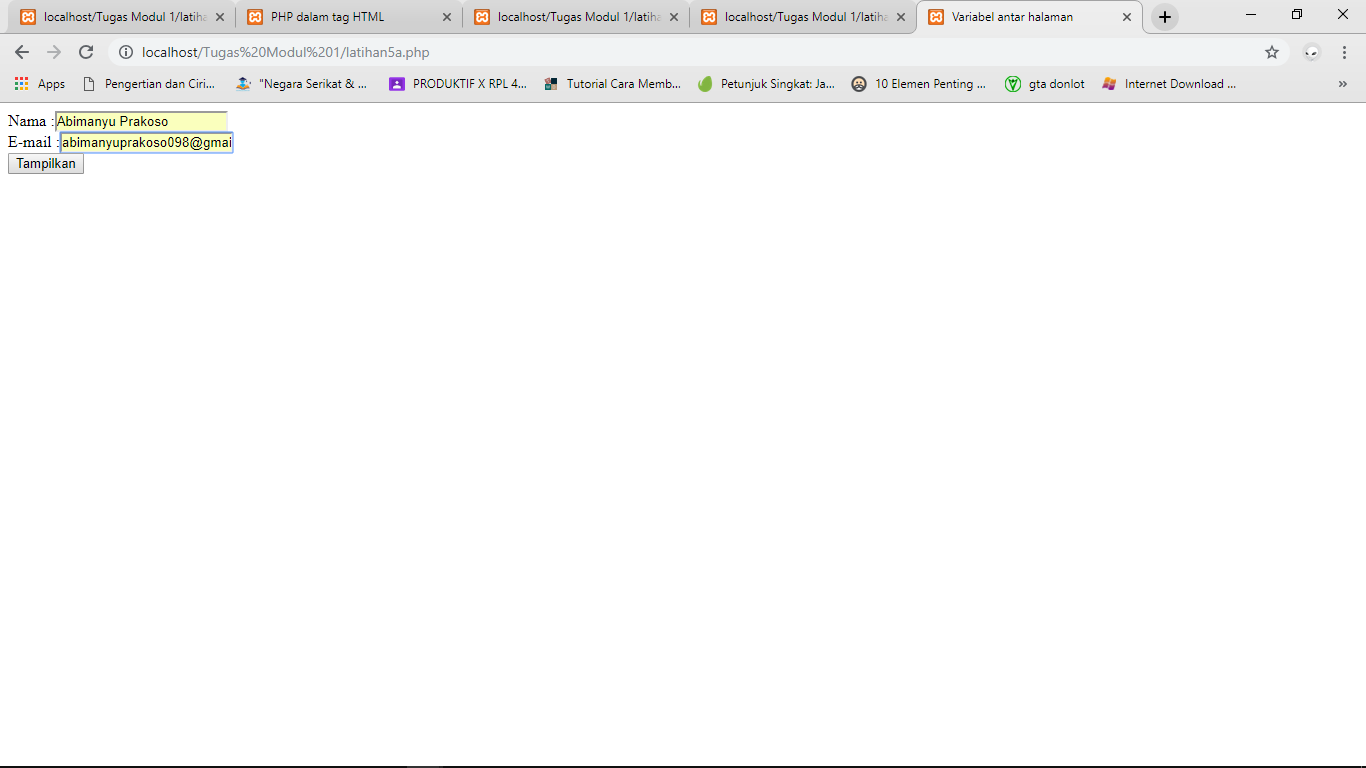 localhost/Tugas Modul 1/latiha
PHP dalam tag HTML
localhost/Tugas Modul 1/latiha
localhost/Tugas Modul 1/latiha
Variabel antar halaman
localhost/Tugas%20Modul%201/latihan5a.php
Apps
Pengertian dan Ciri...
"Negara Serikat & ...
PRODUKTIF X RPL 4...
Tutorial Cara Memb...
Petunjuk Singkat: Ja...
10 Elemen Penting ...
gta donlot
Internet Download ...
Nama :Abimanyu Prakoso
E-mail :abimanyuprakoso098@gmai
Tampilkan